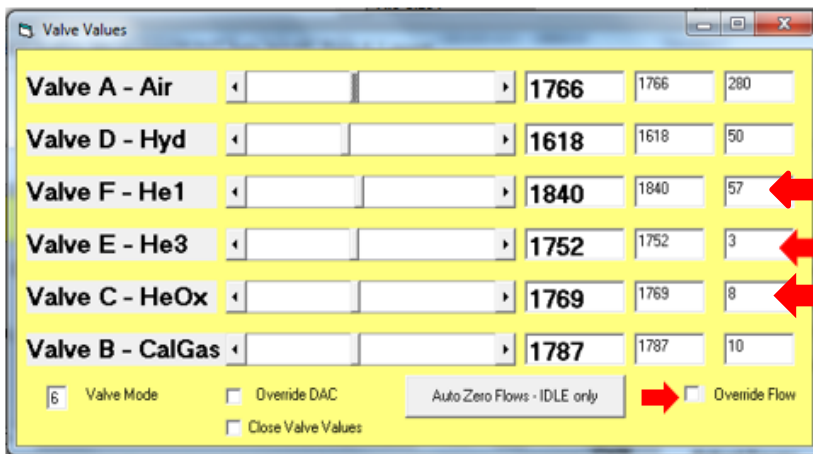 Valve Values
Valve A - Air 1766 1766 280
Valve D - Hyd 1618 1618 50
Valve F - He1 1840 1840 57
Valve E - He3 1752 1752 3
Valve C - HeOx 1769 1769 8
Valve B - CalGas 1787 1787 10
6 Valve Mode Override DAC Auto Zero Flows - IDLE only Override Flow
Close Valve Values